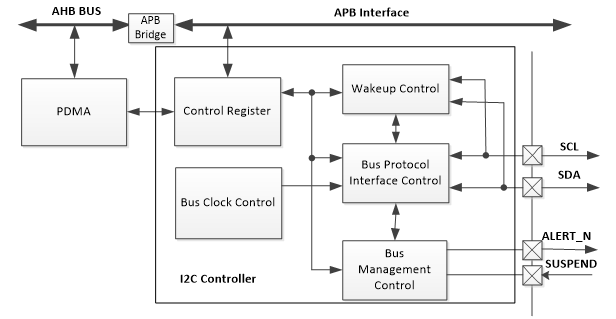 AHB BUS
APB
Bridge
APB Interface
PDMA
Control Register
Wakeup Control
Bus Protocol
Interface Control
Bus Clock Control
Bus
Management
Control
I2C Controller
SCL
SDA
ALERT_N
SUSPEND